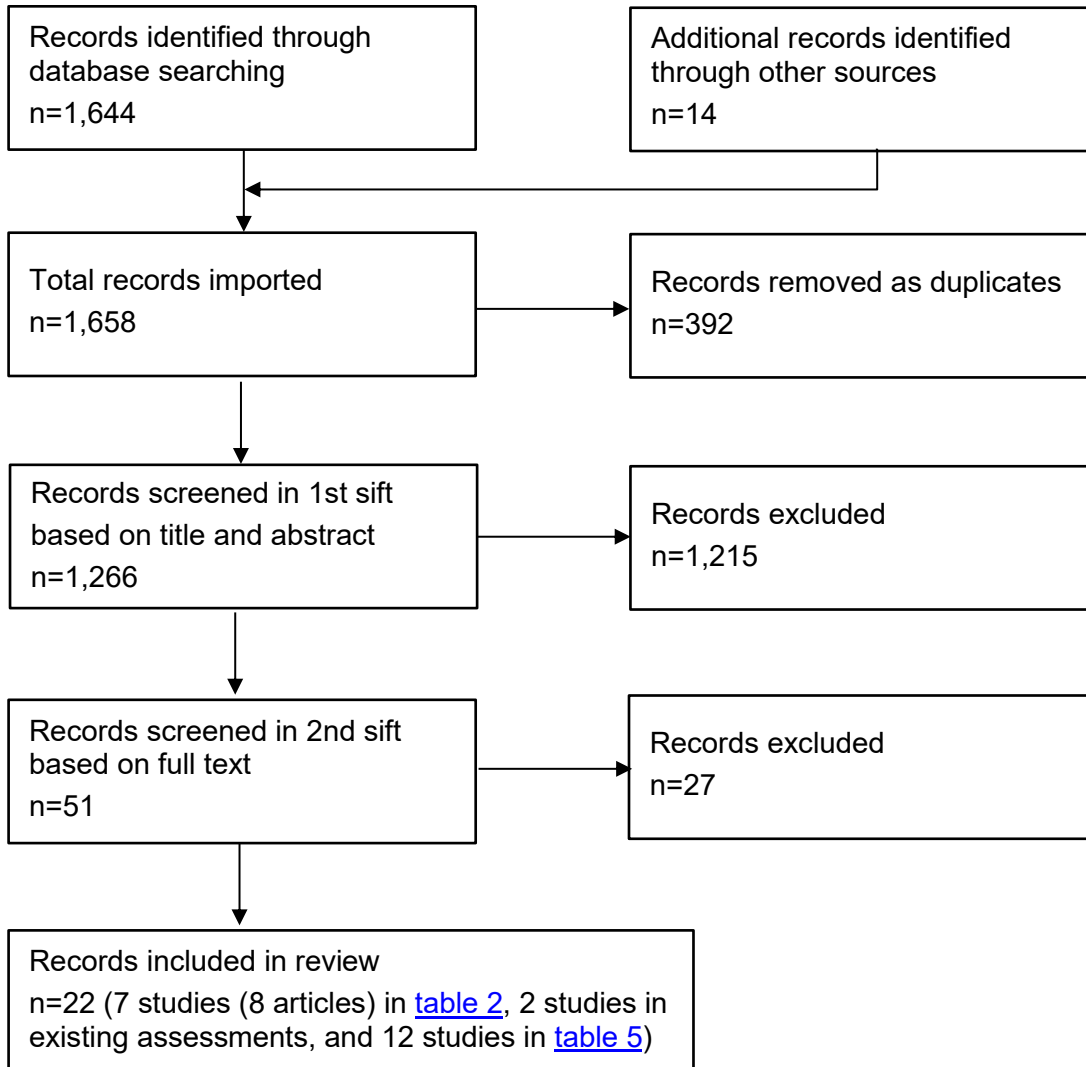 Records identified through
database searching
n=1,644
Additional records identified
through other sources
n=14
Total records imported
n=1,658
Records removed as duplicates
n=392
Records screened in 1st sift
based on title and abstract
n=1,266
Records excluded
n=1,215
Records screened in 2nd sift
based on full text
n=51
Records excluded
n=27
Records included in review
n=22 (7 studies (8 articles) in table 2, 2 studies in
existing assessments, and 12 studies in table 5)